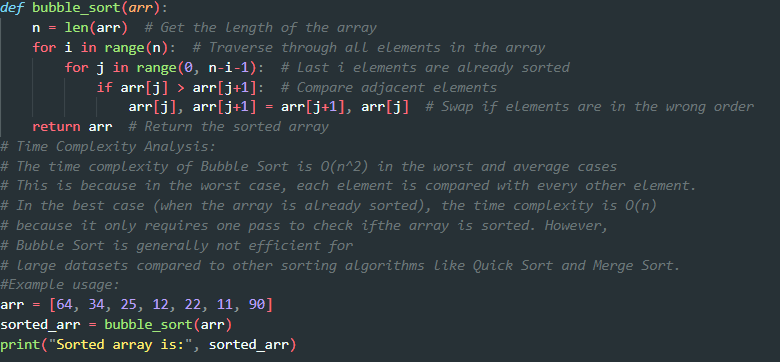 def bubble_sort(arr):
    n = len(arr)  # Get the length of the array
    for i in range(n):  # Traverse through all elements in the array
        for j in range(0, n-i-1):  # Last i elements are already sorted
            if arr[j] > arr[j+1]:  # Compare adjacent elements
                arr[j], arr[j+1] = arr[j+1], arr[j]  # Swap if elements are in the wrong order
    return arr  # Return the sorted array
# Time Complexity Analysis:
# The time complexity of Bubble Sort is O(n^2) in the worst and average cases
# This is because in the worst case, each element is compared with every other element.
# In the best case (when the array is already sorted), the time complexity is O(n)
# because it only requires one pass to check ifthe array is sorted. However,
# Bubble Sort is generally not efficient for
# large datasets compared to other sorting algorithms like Quick Sort and Merge Sort.
#Example usage:
arr = [64, 34, 25, 12, 22, 11, 90]
sorted_arr = bubble_sort(arr)
print("Sorted array is:", sorted_arr)